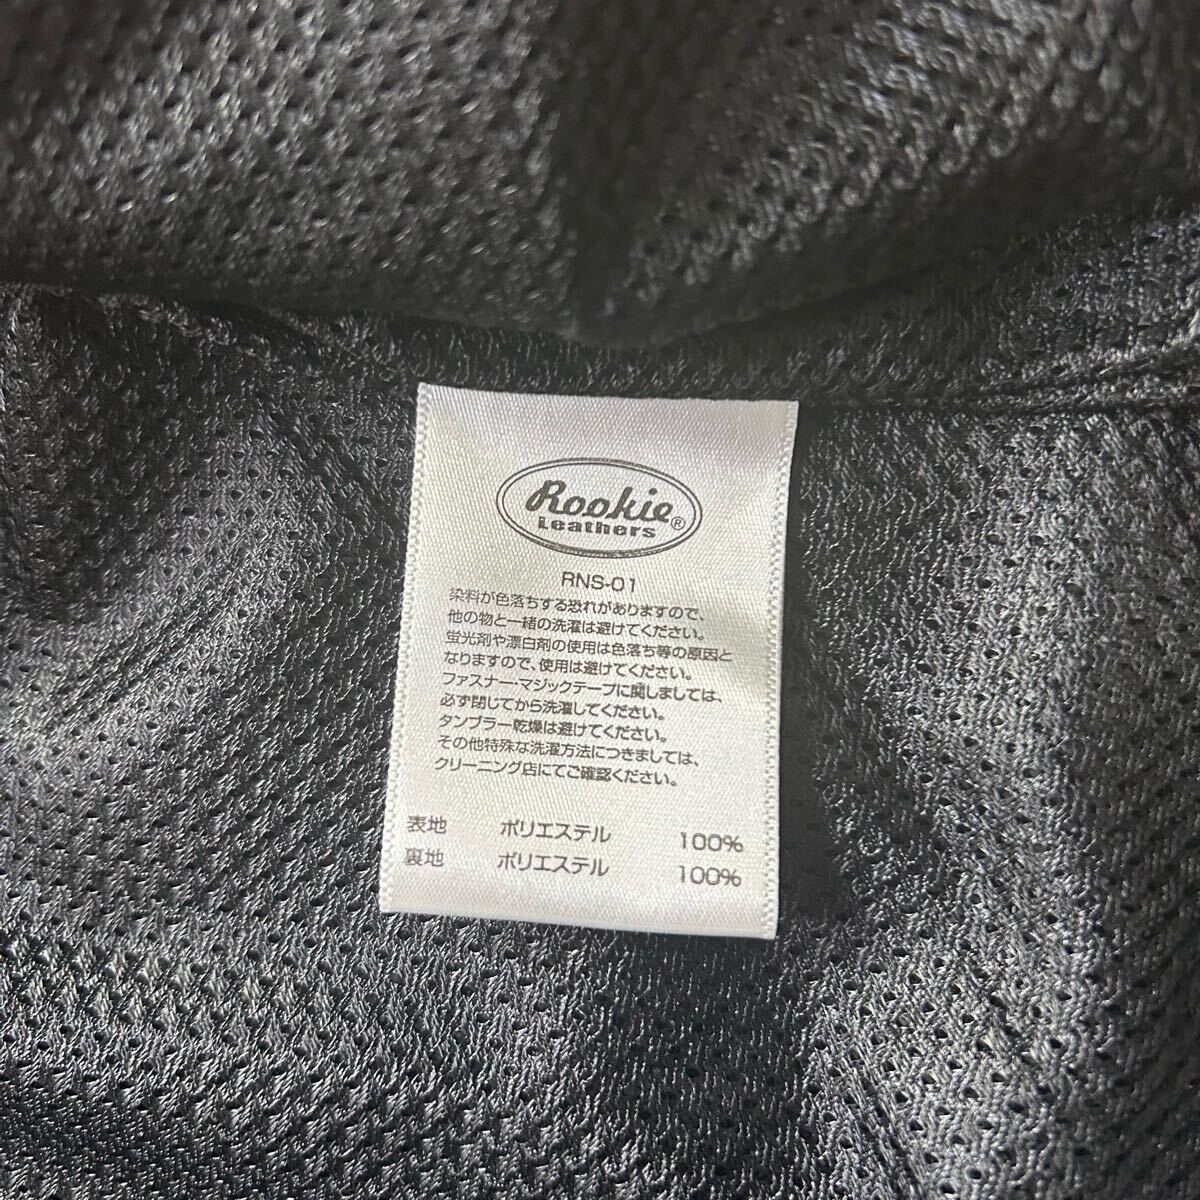 Rookie
Leathers®
RNS-01
染料が色落ちする恐れがありますので、
他の物と一緒の洗濯は避けてください。
蛍光剤や漂白剤の使用は色落ち等の原因と
なりますので、使用は避けてください。
ファスナー・マジックテープに関しましては、
必ず閉じてから洗濯してください。
タンブラー乾燥は避けてください。
その他特殊な洗濯方法につきましては、
クリーニング店にてご確認ください。
表地 ポリエステル 100%
裏地 ポリエステル 100%